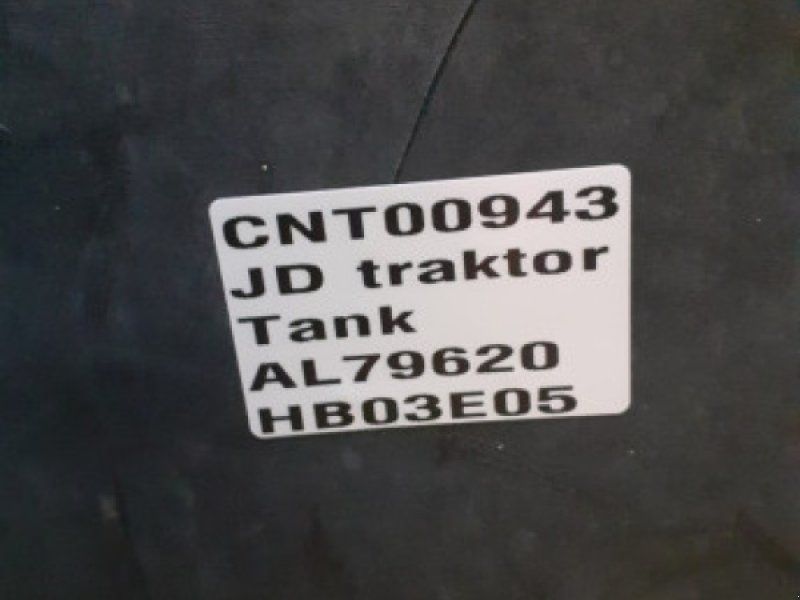 CNT00943
JD traktor
Tank
AL79620
HB03E05